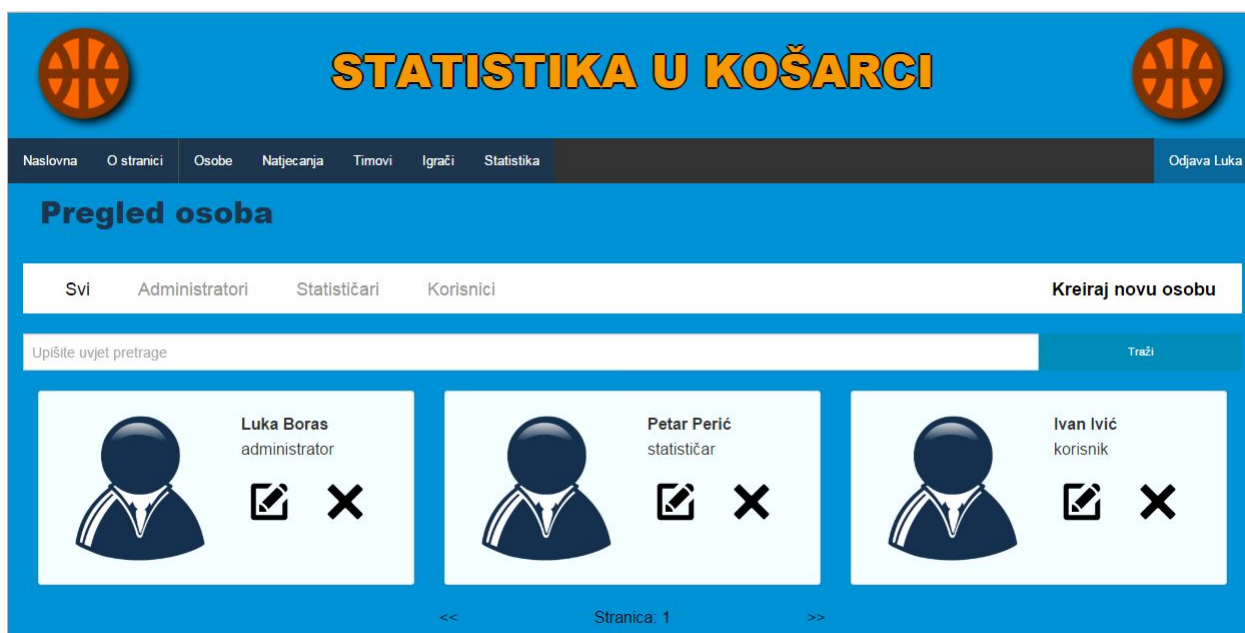 STATISTIKA U KOŠARCI
Naslovna O stranici Osobe Natjecanja Timovi Igrači Statistika Odjava Luka
Pregled osoba
Svi Administratori Statističari Korisnici Kreiraj novu osobu
Upišite uvjet pretrage Traži
Luka Boras
administrator
Petar Perić
statističar
Ivan Ivić
korisnik
<< Stranica: 1 >>